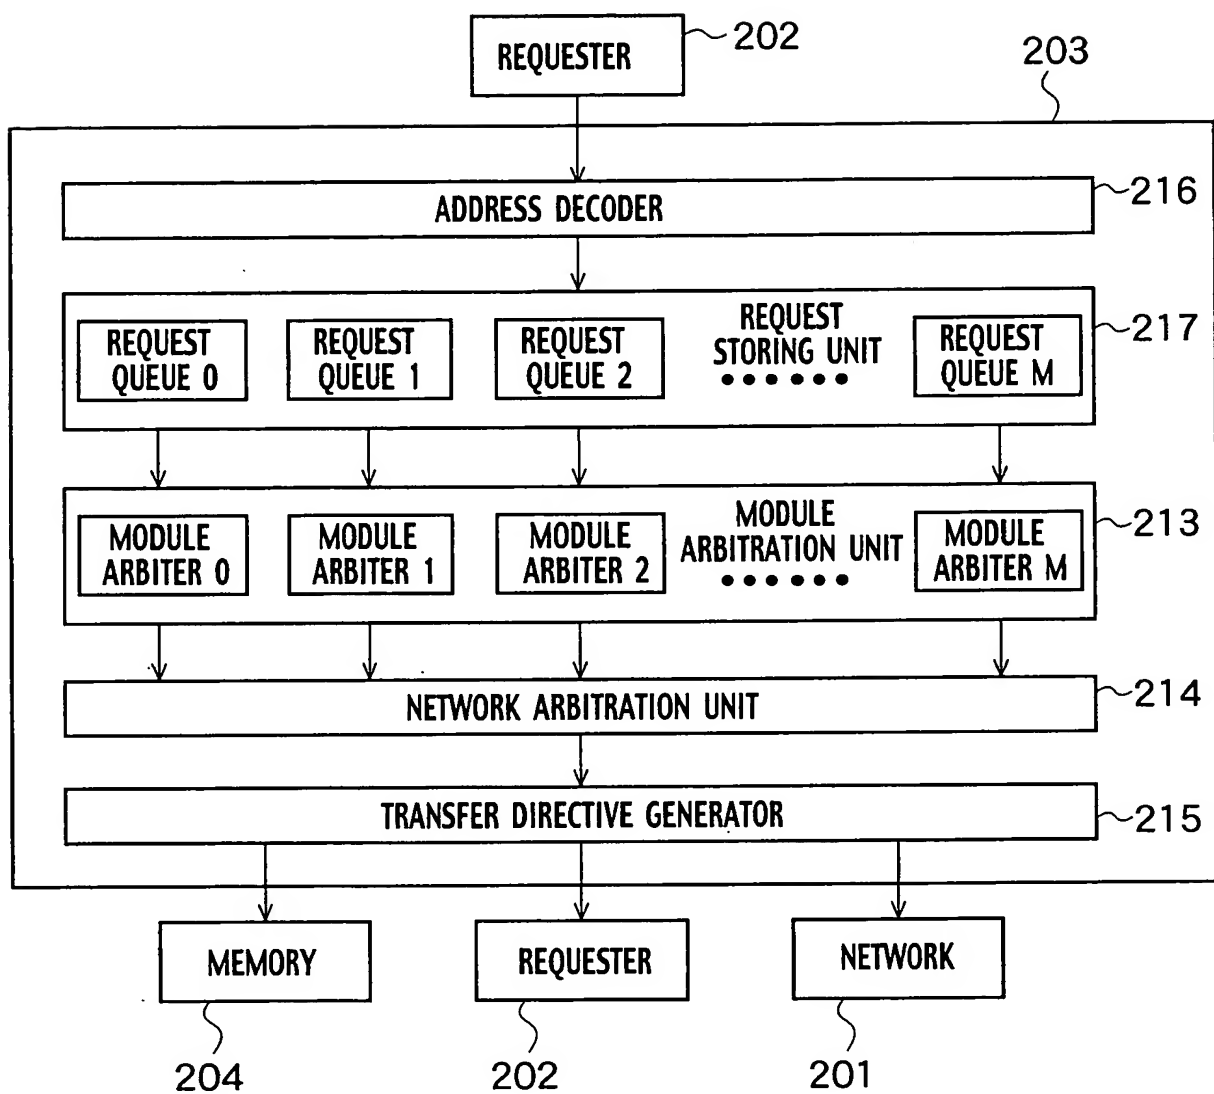 REQUESTER
202
203
ADDRESS DECODER
216
REQUEST
QUEUE 0
REQUEST
QUEUE 1
REQUEST
QUEUE 2
REQUEST
STORING UNIT
REQUEST
QUEUE M
217
MODULE
ARBITER 0
MODULE
ARBITER 1
MODULE
ARBITER 2
MODULE
ARBITRATION UNIT
MODULE
ARBITER M
213
NETWORK ARBITRATION UNIT
214
TRANSFER DIRECTIVE GENERATOR
215
MEMORY
REQUESTER
NETWORK
204
202
201